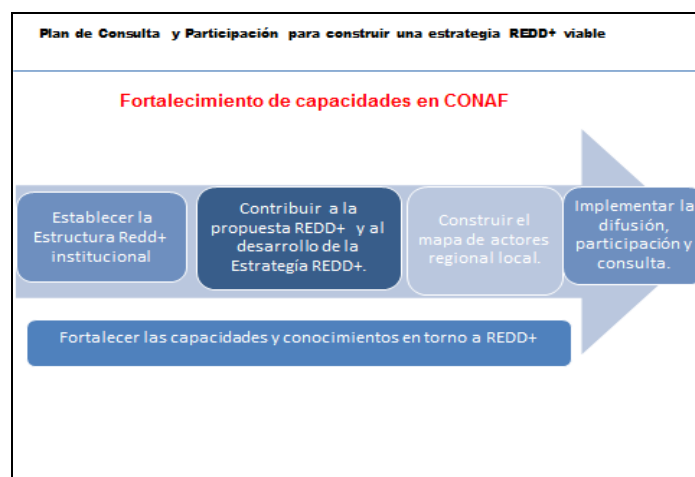 Plan de Consulta y Participación para construir una estrategia REDD+ viable
Fortalecimiento de capacidades en CONAF
Establecer la
Estructura Redd+
institucional
Contribuir a la
propuesta REDD+ y al
desarrollo de la
Estrategía REDD+.
Construir el
mapa de actores
regional local.
Implementar la
difusión,
participación y
consulta.
Fortalecer las capacidades y conocimientos en torno a REDD+